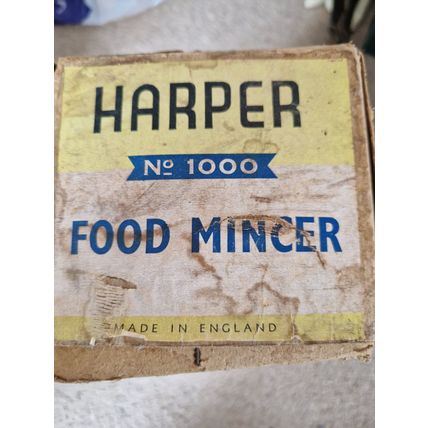 HARPER
Nº 1000
FOOD MINCER
MADE IN ENGLAND